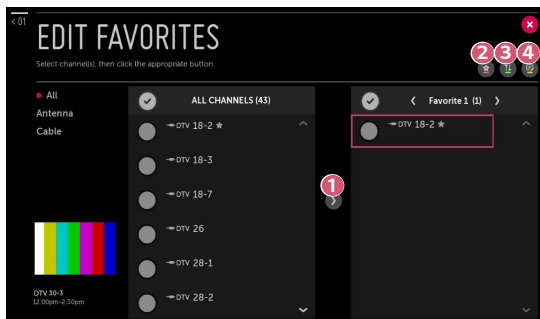 < 01
EDIT FAVORITES
Select channel(s), then click the appropriate button.
2 3 4
All
Antenna
Cable
ALL CHANNELS (43)
DTV 18-2 ★
DTV 18-3
DTV 18-7
DTV 26
DTV 28-1
DTV 28-2
1
Favorite 1 (1)
DTV 18-2 ★
DTV 30-3
12:00pm-2:30pm